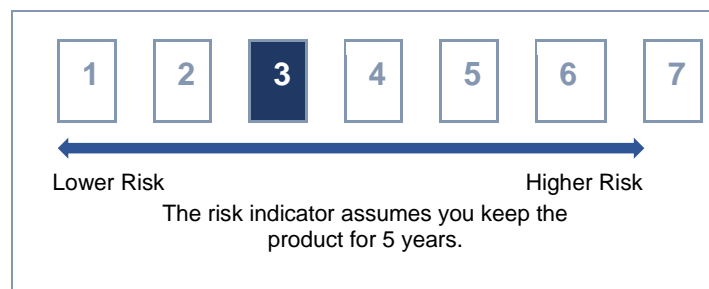 1 2 3 4 5 6 7
Lower Risk Higher Risk
The risk indicator assumes you keep the
product for 5 years.